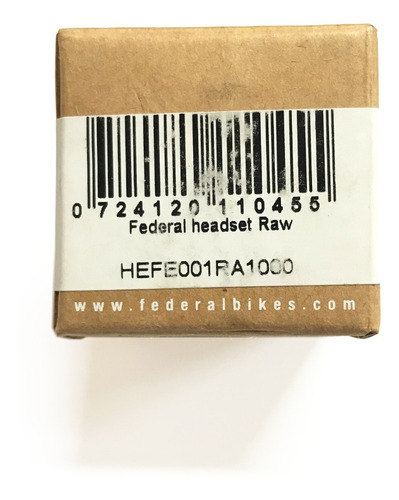 0 724120 110455
Federal headset Raw
HEFE001RA1000
www.federalbikes.com